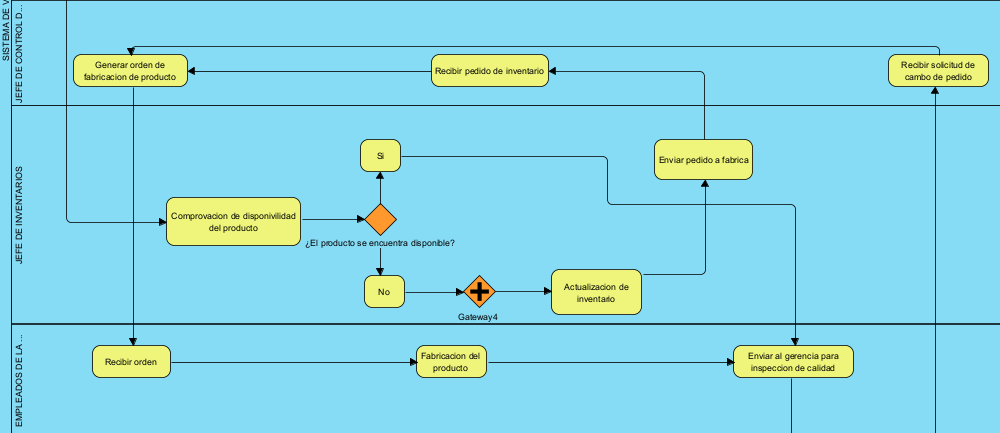 SISTEMA DE V
JEFE DE CONTROL D...
Generar orden de
fabricacion de producto
Recibir pedido de inventario
Recibir solicitud de
cambo de pedido
JEFE DE INVENTARIOS
Si
Enviar pedido a fabrica
Comprovacion de disponivilidad
del producto
¿El producto se encuentra disponible?
No
Gateway4
Actualizacion de
inventario
EMPLEADOS DE LA ...
Recibir orden
Fabricacion del
producto
Enviar al gerencia para
inspeccion de calidad